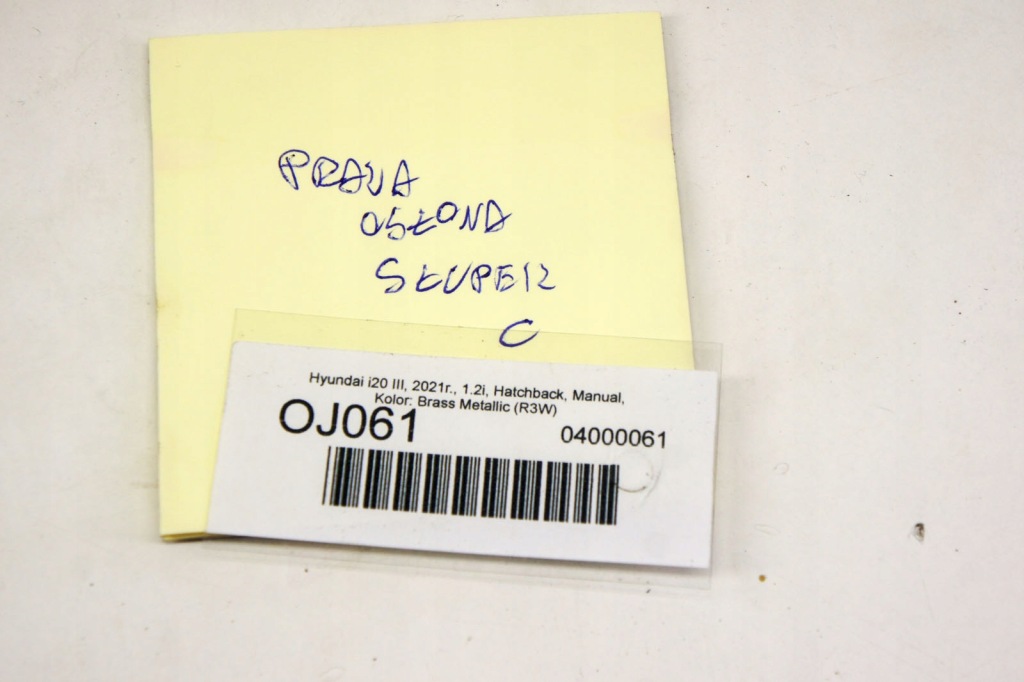 PRAWA
OSŁONA
SŁUPEK
C
Hyundai i20 III, 2021r., 1.2i, Hatchback, Manual,
Kolor: Brass Metallic (R3W)
OJ061
04000061